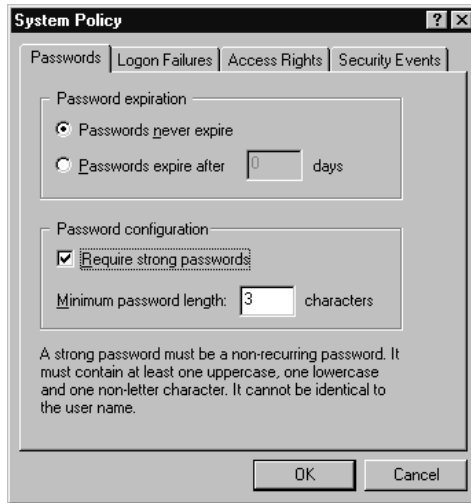 System Policy
Passwords Logon Failures Access Rights Security Events
Password expiration
Passwords never expire
Passwords expire after 0 days
Password configuration
Require strong passwords
Minimum password length: 3 characters
A strong password must be a non-recurring password. It
must contain at least one uppercase, one lowercase
and one non-letter character. It cannot be identical to
the user name.
OK Cancel